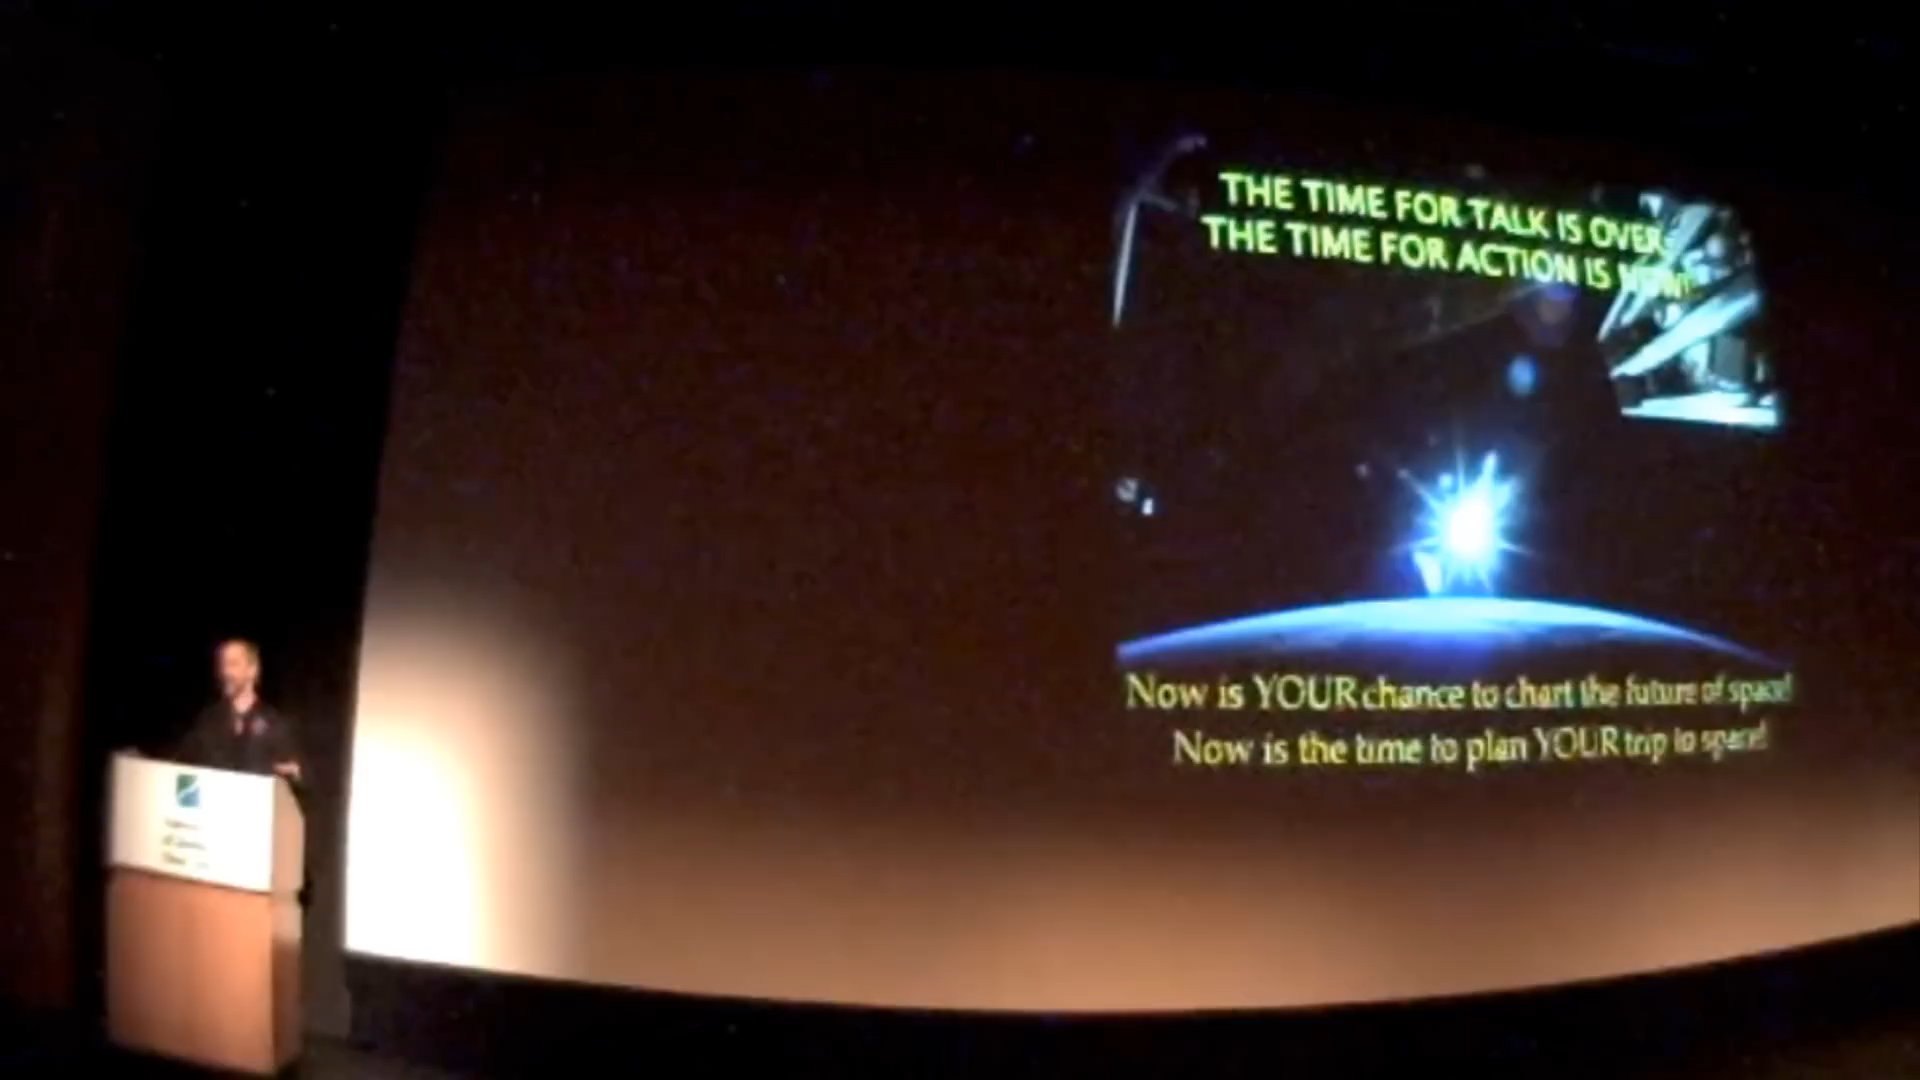 THE TIME FOR TALK IS OVER
THE TIME FOR ACTION IS NOW!
Now is YOUR chance to chart the future of space!
Now is the time to plan YOUR trip to space!